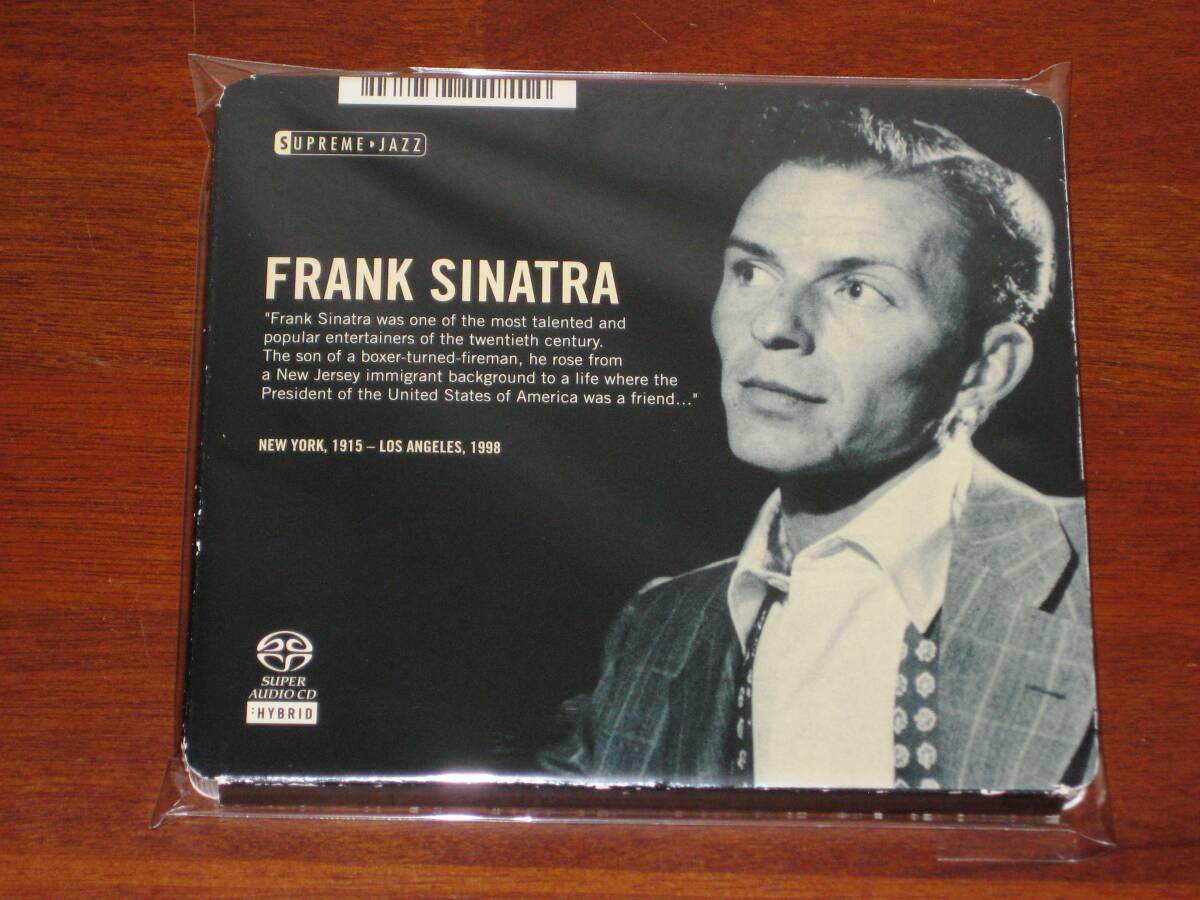 SUPREME JAZZ
FRANK SINATRA
"Frank Sinatra was one of the most talented and
popular entertainers of the twentieth century.
The son of a boxer-turned-fireman, he rose from
a New Jersey immigrant background to a life where the
President of the United States of America was a friend..."
NEW YORK, 1915 – LOS ANGELES, 1998
SUPER
AUDIO CD
:HYBRID